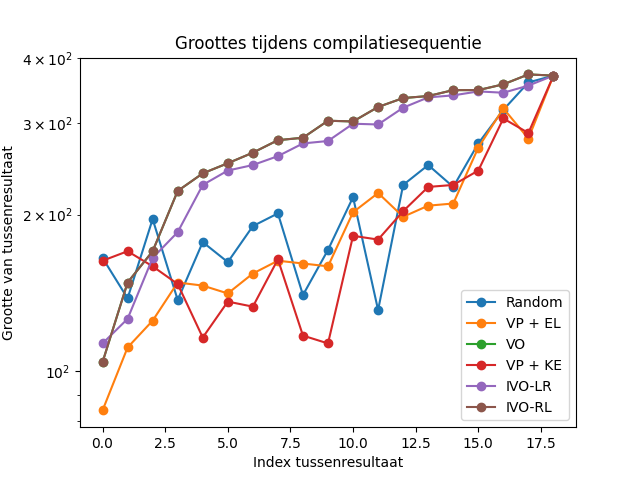 Groottes tijdens compilatiesequentie
4 × 10²
3 × 10²
2 × 10²
10²
Grootte van tussenresultaat
Random
VP + EL
VO
VP + KE
IVO-LR
IVO-RL
0.0 2.5 5.0 7.5 10.0 12.5 15.0 17.5
Index tussenresultaat